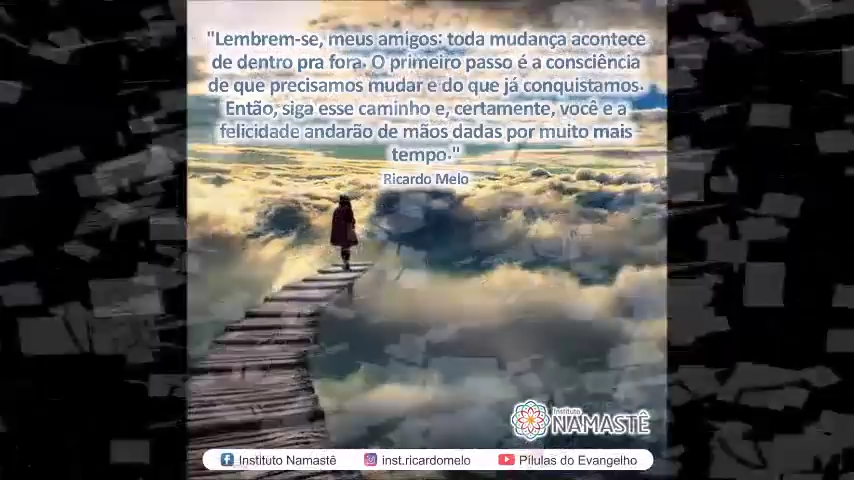 "Lembrem-se, meus amigos: toda mudança acontece
de dentro pra fora. O primeiro passo é a consciência
de que precisamos mudar e do que já conquistamos.
Então, siga esse caminho e, certamente, você e a
felicidade andarão de mãos dadas por muito mais
tempo."
Ricardo Melo
Instituto
NAMASTÊ
Instituto Namastê inst.ricardomelo Pílulas do Evangelho